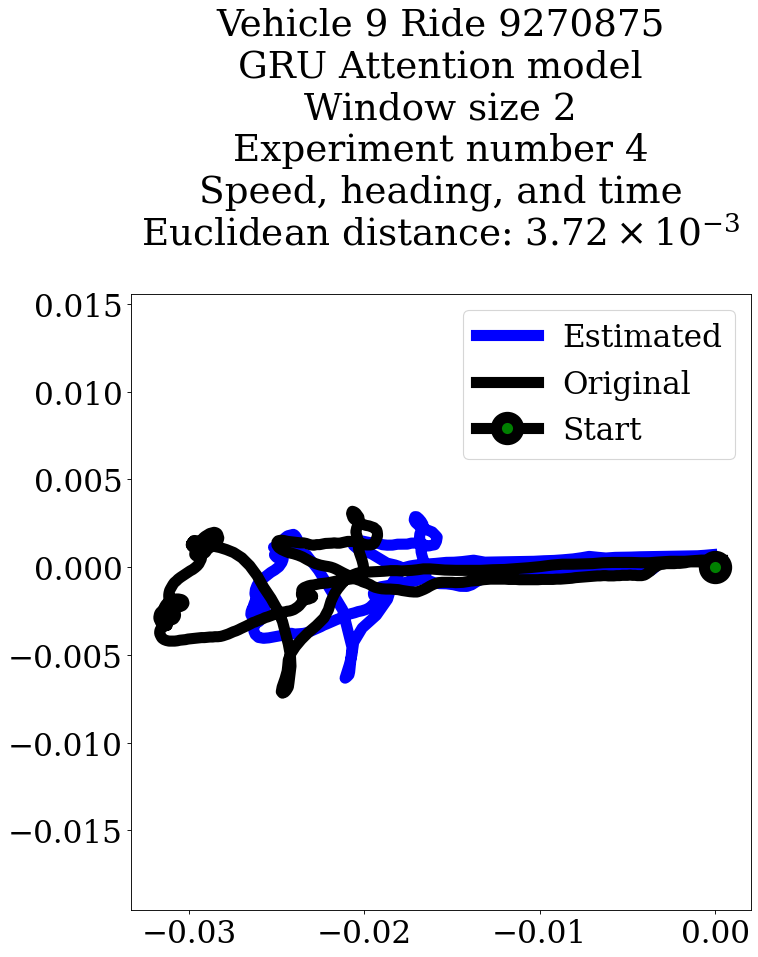 Vehicle 9 Ride 9270875
GRU Attention model
Window size 2
Experiment number 4
Speed, heading, and time
Euclidean distance: 3.72 × 10⁻³
Estimated
Original
Start
0.015
0.010
0.005
0.000
−0.005
−0.010
−0.015
−0.03 −0.02 −0.01 0.00